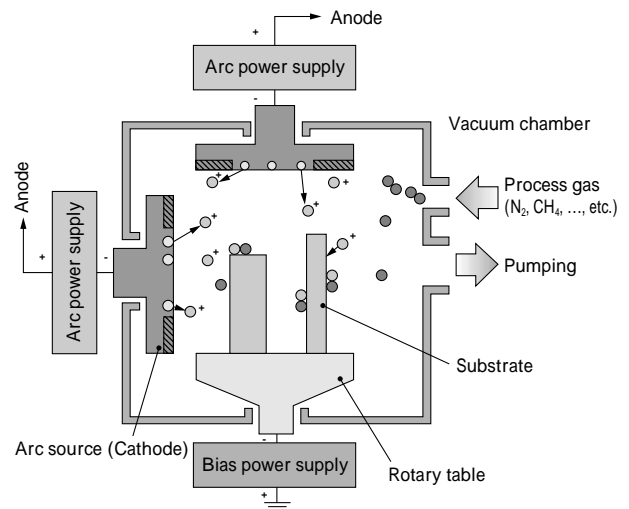 Anode
+
Arc power supply
-
Vacuum chamber
Process gas
(N₂, CH₄, ..., etc.)
Pumping
Anode
+
Arc power supply
-
+
+
+
+
+
+
+
+
Substrate
Arc source (Cathode)
-
Bias power supply
+
Rotary table